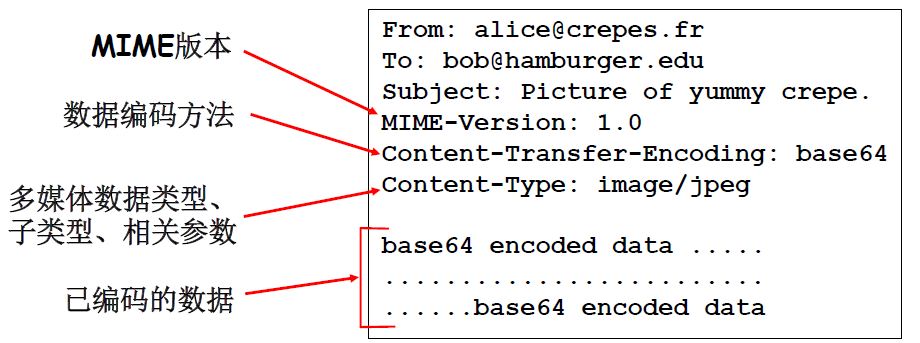 MIME版本
数据编码方法
多媒体数据类型、
子类型、相关参数
已编码的数据
From: alice@crepes.fr
To: bob@hamburger.edu
Subject: Picture of yummy crepe.
MIME-Version: 1.0
Content-Transfer-Encoding: base64
Content-Type: image/jpeg
base64 encoded data .....
.........................
......base64 encoded data